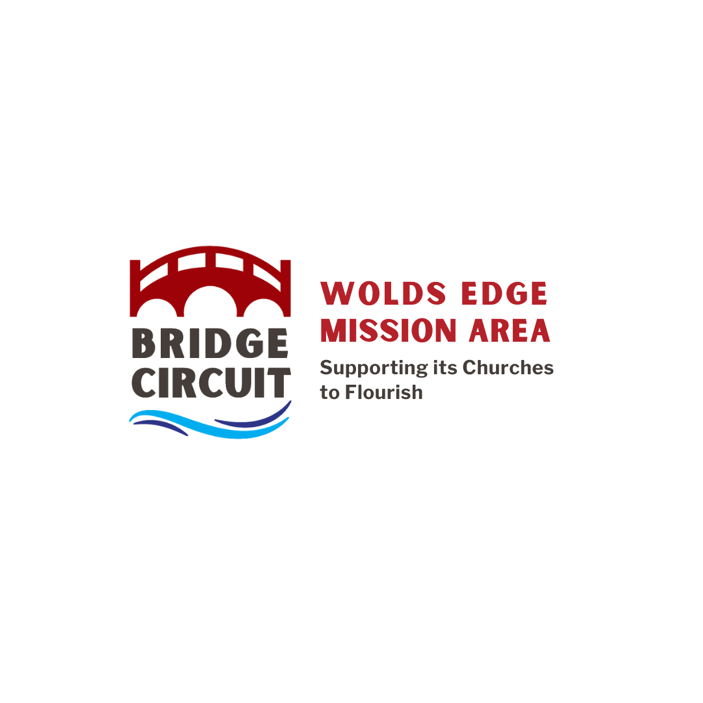 BRIDGE
CIRCUIT
WOLDS EDGE
MISSION AREA
Supporting its Churches
to Flourish